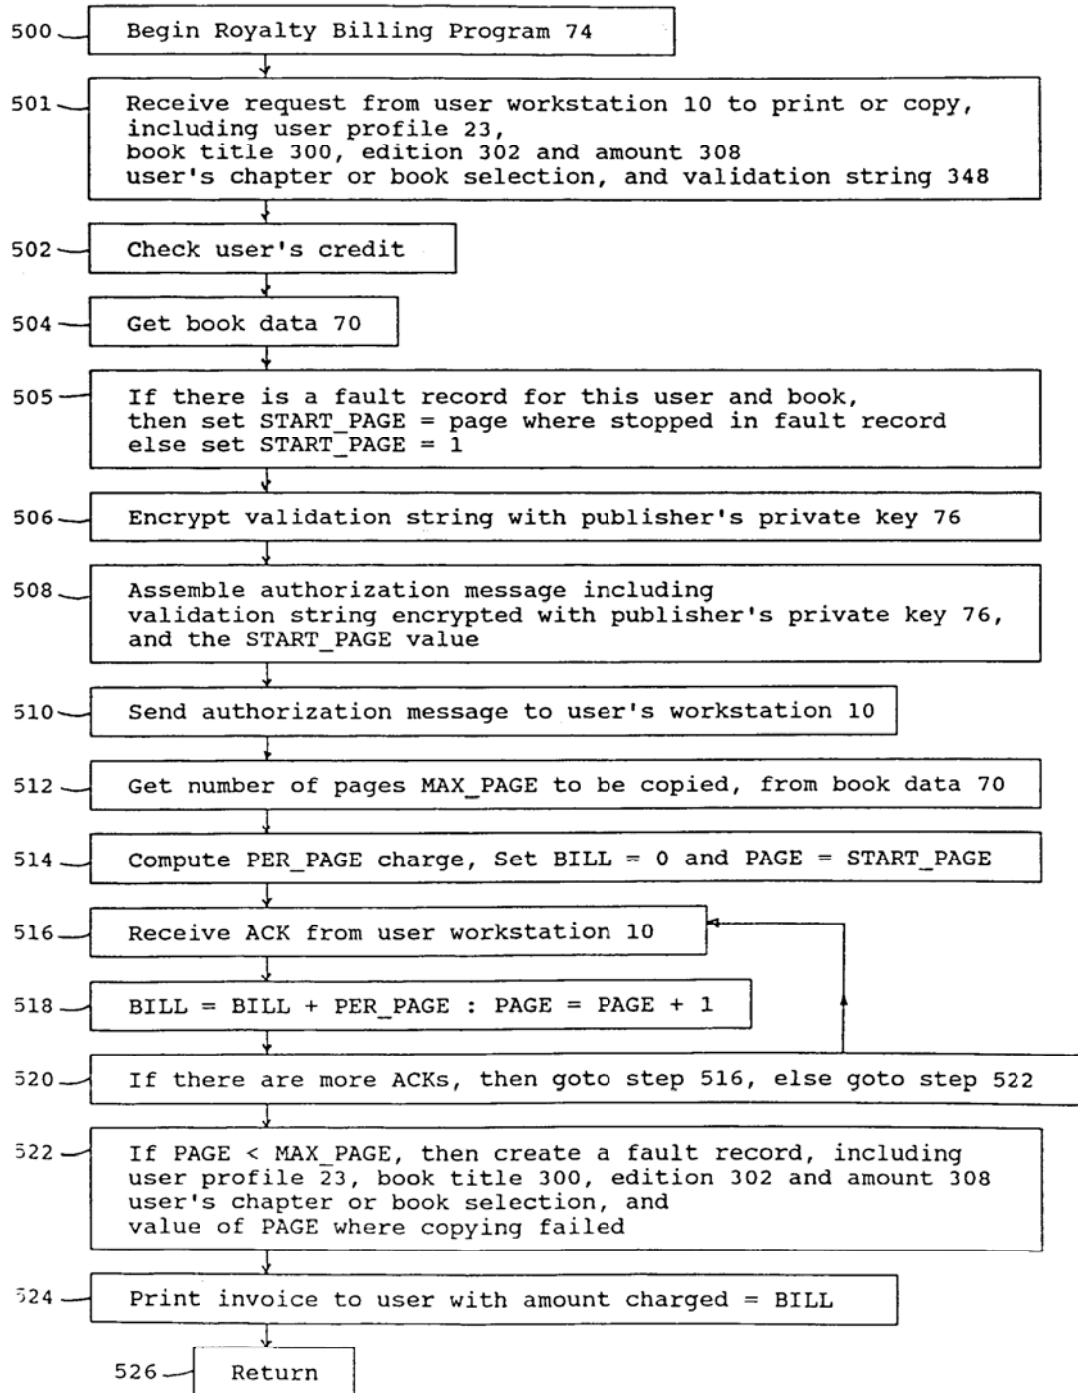 500 Begin Royalty Billing Program 74
501 Receive request from user workstation 10 to print or copy,
including user profile 23,
book title 300, edition 302 and amount 308
user's chapter or book selection, and validation string 348
502 Check user's credit
504 Get book data 70
505 If there is a fault record for this user and book,
then set START_PAGE = page where stopped in fault record
else set START_PAGE = 1
506 Encrypt validation string with publisher's private key 76
508 Assemble authorization message including
validation string encrypted with publisher's private key 76,
and the START_PAGE value
510 Send authorization message to user's workstation 10
512 Get number of pages MAX_PAGE to be copied, from book data 70
514 Compute PER_PAGE charge, Set BILL = 0 and PAGE = START_PAGE
516 Receive ACK from user workstation 10
518 BILL = BILL + PER_PAGE : PAGE = PAGE + 1
520 If there are more ACKs, then goto step 516, else goto step 522
522 If PAGE < MAX_PAGE, then create a fault record, including
user profile 23, book title 300, edition 302 and amount 308
user's chapter or book selection, and
value of PAGE where copying failed
524 Print invoice to user with amount charged = BILL
526 Return